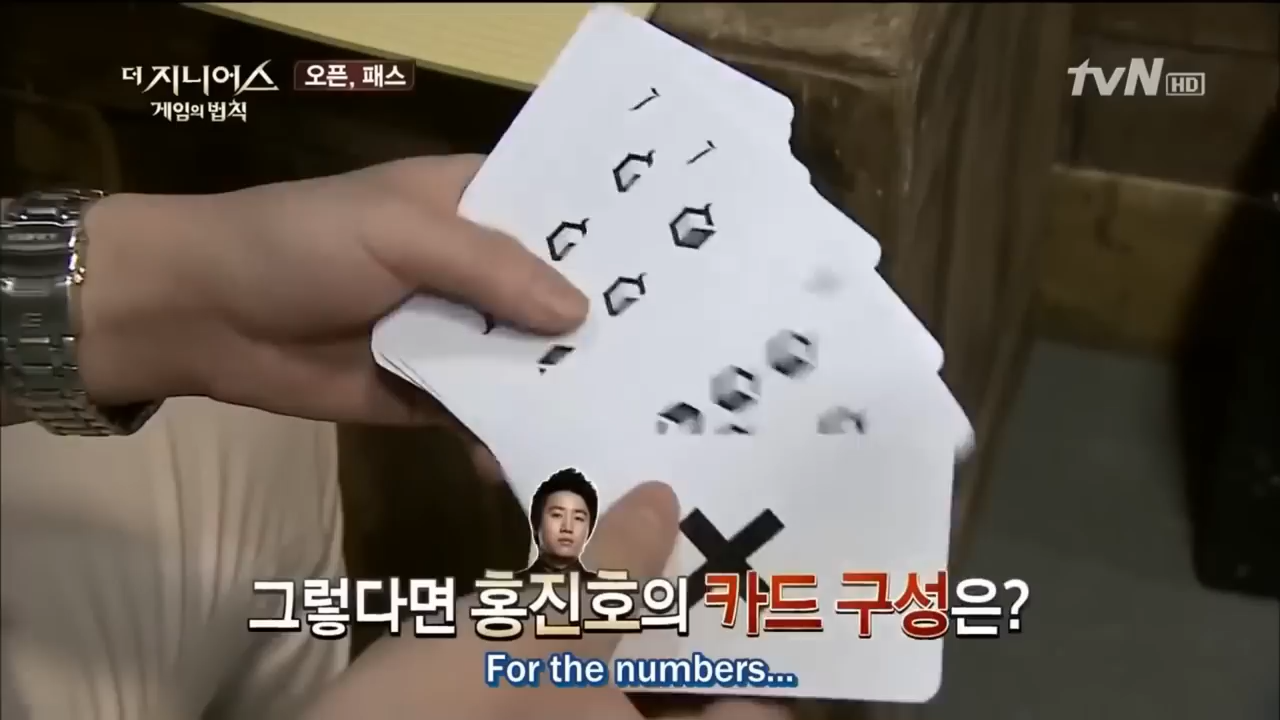 더 지니어스
게임의 법칙
오픈, 패스
tvN HD
그렇다면 홍진호의 카드 구성은?
For the numbers...